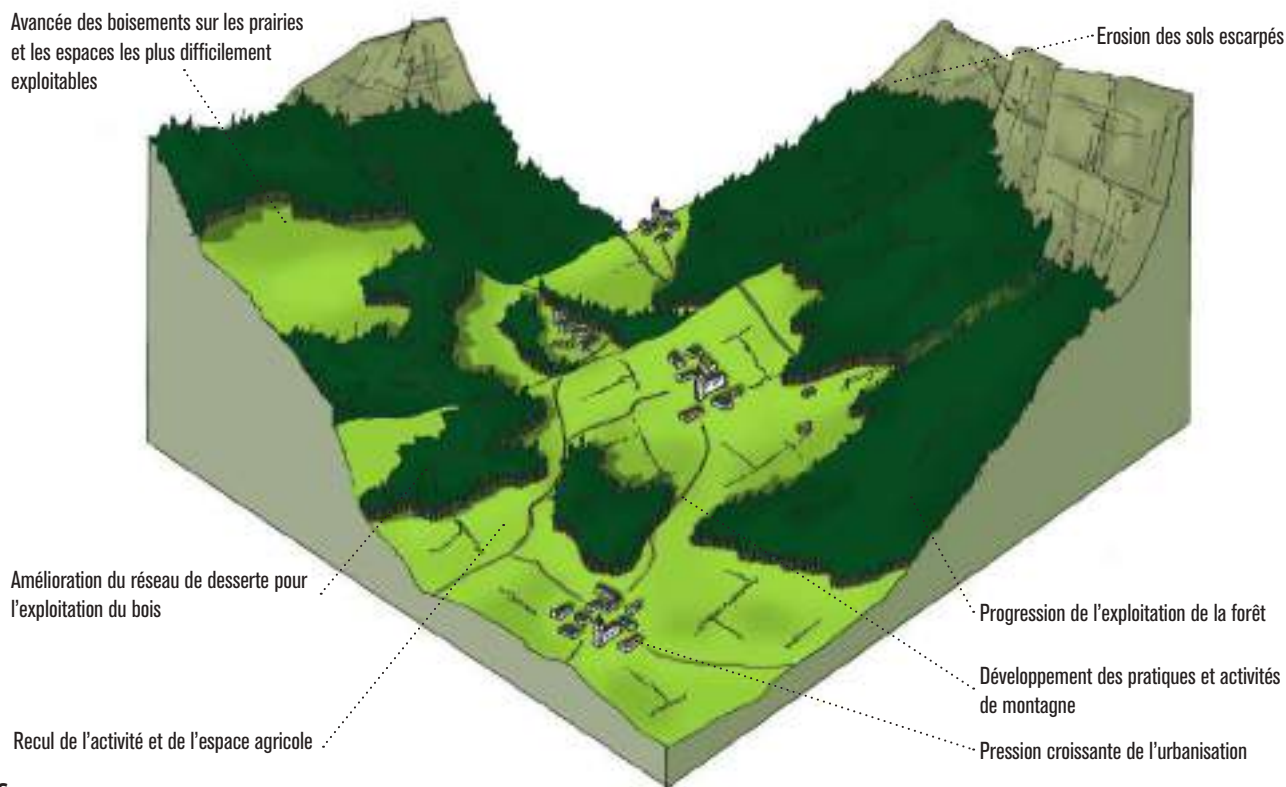 Avancée des boisements sur les prairies
et les espaces les plus difficilement
exploitables
Erosion des sols escarpés
Amélioration du réseau de desserte pour
l'exploitation du bois
Recul de l'activité et de l'espace agricole
Progression de l'exploitation de la forêt
Développement des pratiques et activités
de montagne
Pression croissante de l'urbanisation